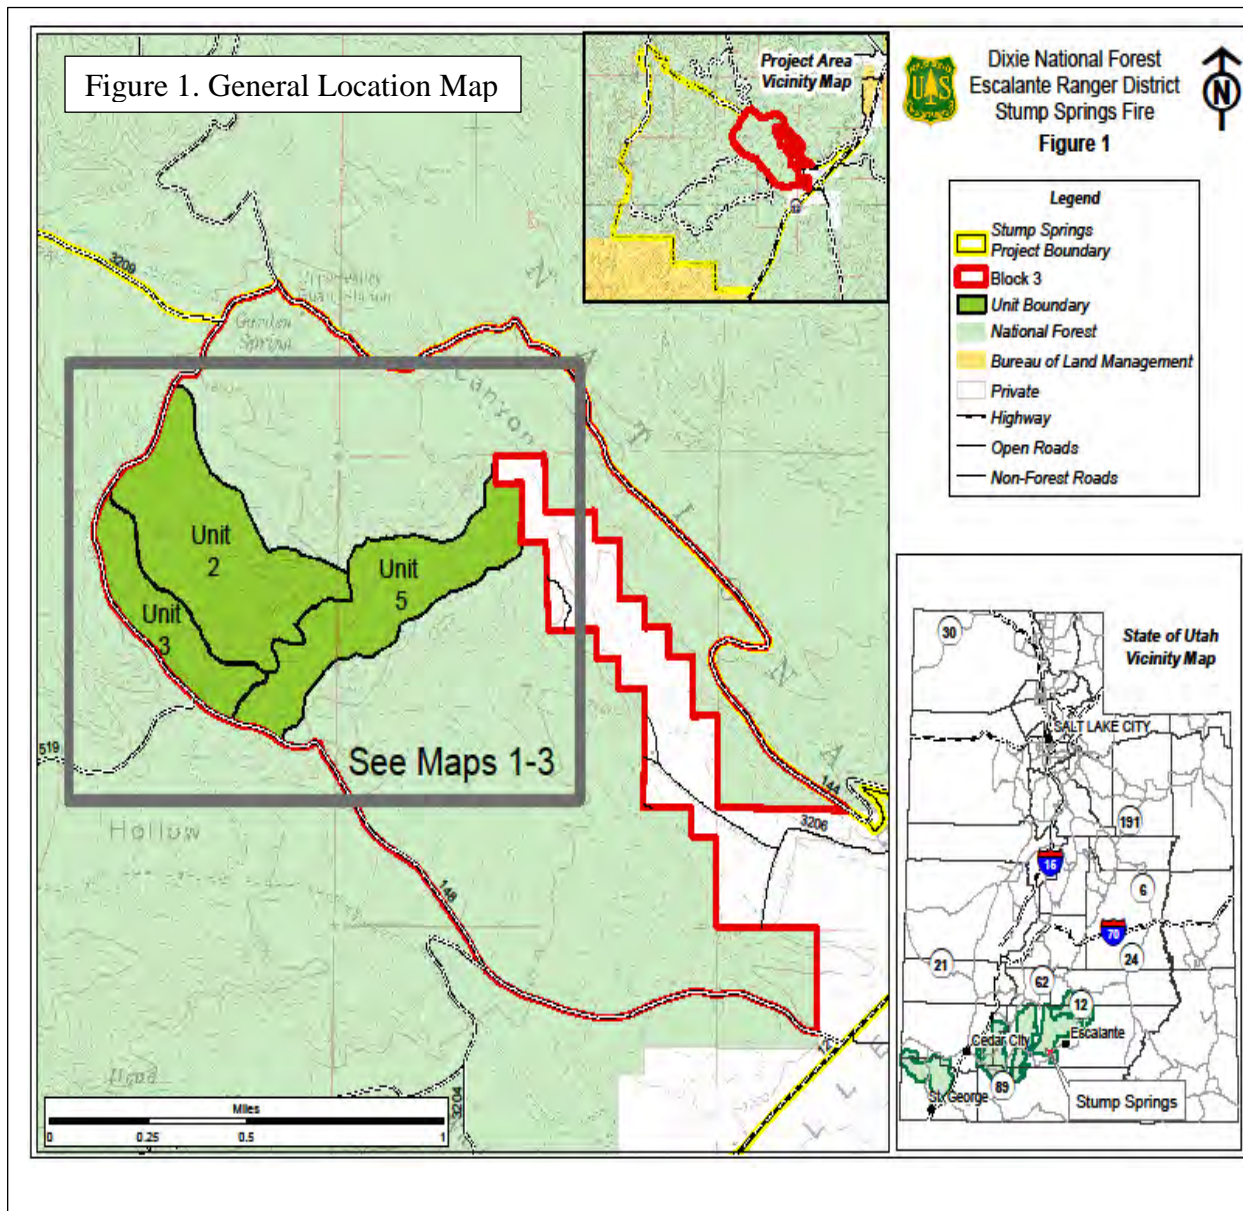 Figure 1. General Location Map
Project Area
Vicinity Map
Dixie National Forest
Escalante Ranger District
Stump Springs Fire
Figure 1
N
U S
Legend
Stump Springs
Project Boundary
Block 3
Unit Boundary
National Forest
Bureau of Land Management
Private
Highway
Open Roads
Non-Forest Roads
3209
Garden
Spring
Canyon
N
A
T
I
O
N
A
Unit
2
Unit
5
Unit
3
See Maps 1-3
519
144
3206
Hollow
148
3204
Head
L
L
E
Miles
0
0.25
0.5
1
State of Utah
Vicinity Map
30
SALT LAKE CITY
191
15
6
70
21
24
62
12
Cedar City
Escalante
89
St. George
Stump Springs